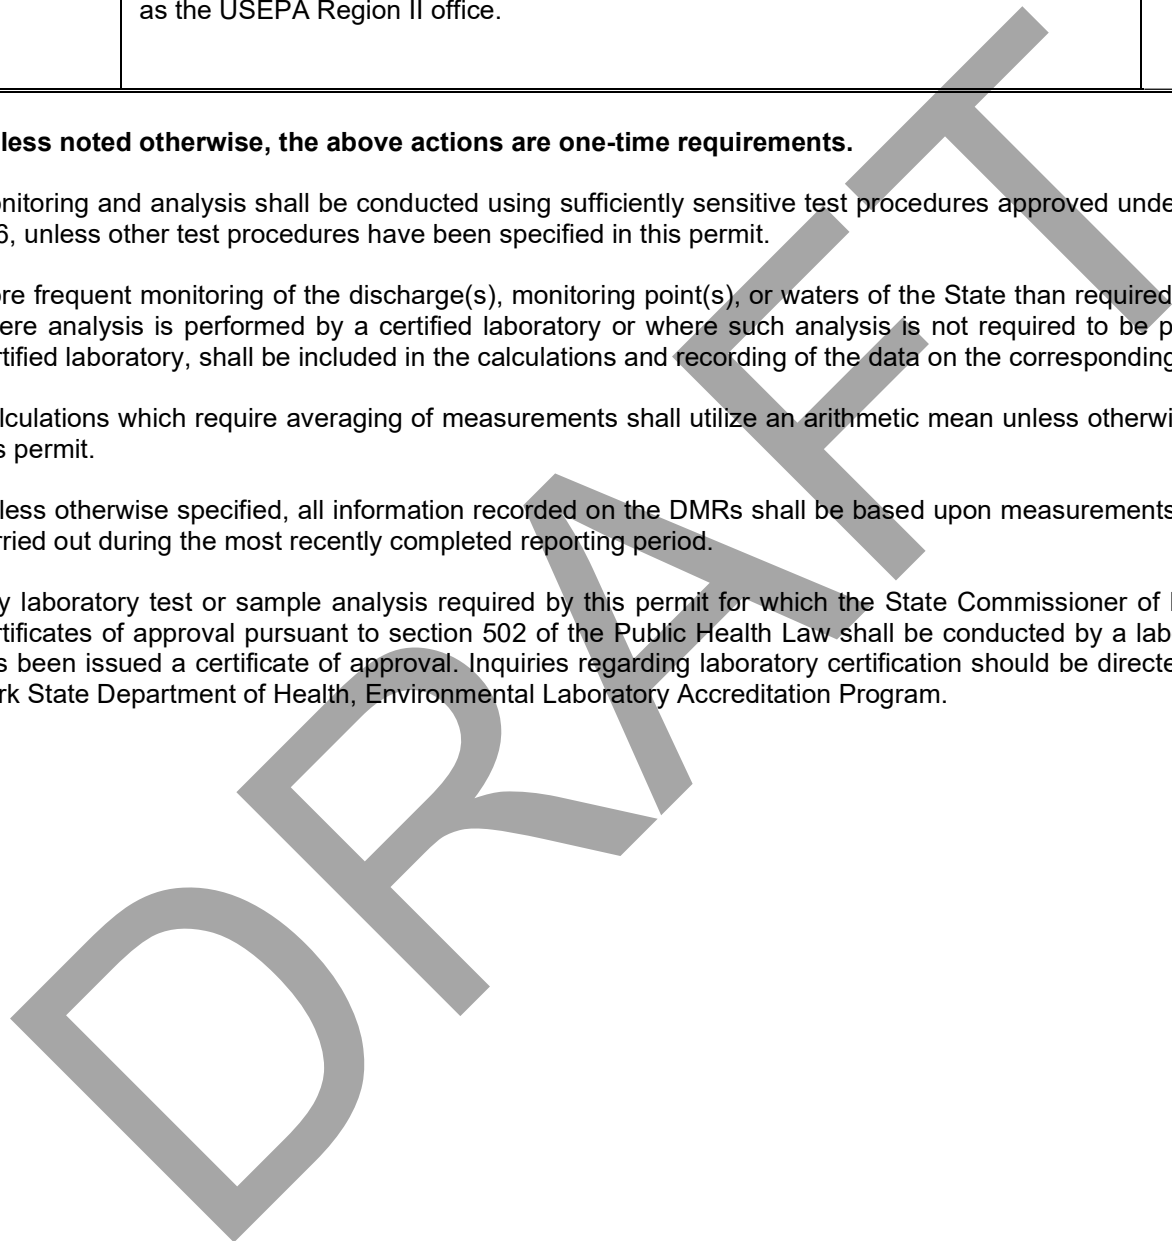 as the USEPA Region II office.
less noted otherwise, the above actions are one-time requirements.
nitoring and analysis shall be conducted using sufficiently sensitive test procedures approved unde
6, unless other test procedures have been specified in this permit.
re frequent monitoring of the discharge(s), monitoring point(s), or waters of the State than required
ere analysis is performed by a certified laboratory or where such analysis is not required to be p
rtified laboratory, shall be included in the calculations and recording of the data on the corresponding
lculations which require averaging of measurements shall utilize an arithmetic mean unless otherwi
s permit.
less otherwise specified, all information recorded on the DMRs shall be based upon measurements
rried out during the most recently completed reporting period.
y laboratory test or sample analysis required by this permit for which the State Commissioner of
rtificates of approval pursuant to section 502 of the Public Health Law shall be conducted by a lab
s been issued a certificate of approval. Inquiries regarding laboratory certification should be directe
rk State Department of Health, Environmental Laboratory Accreditation Program.
DRAFT